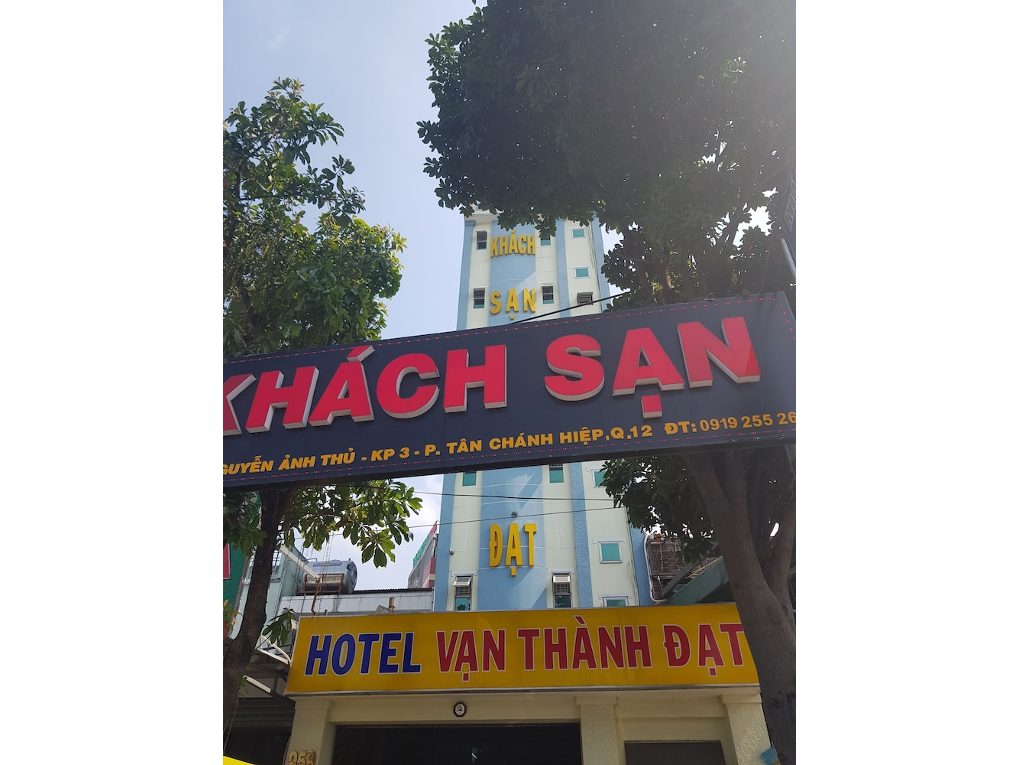 KHÁCH
SẠN
KHÁCH SẠN
NGUYỄN ẢNH THỦ - KP 3 - P. TÂN CHÁNH HIỆP.Q.12 ĐT: 0919 255 26
ĐẠT
HOTEL VẠN THÀNH ĐẠT